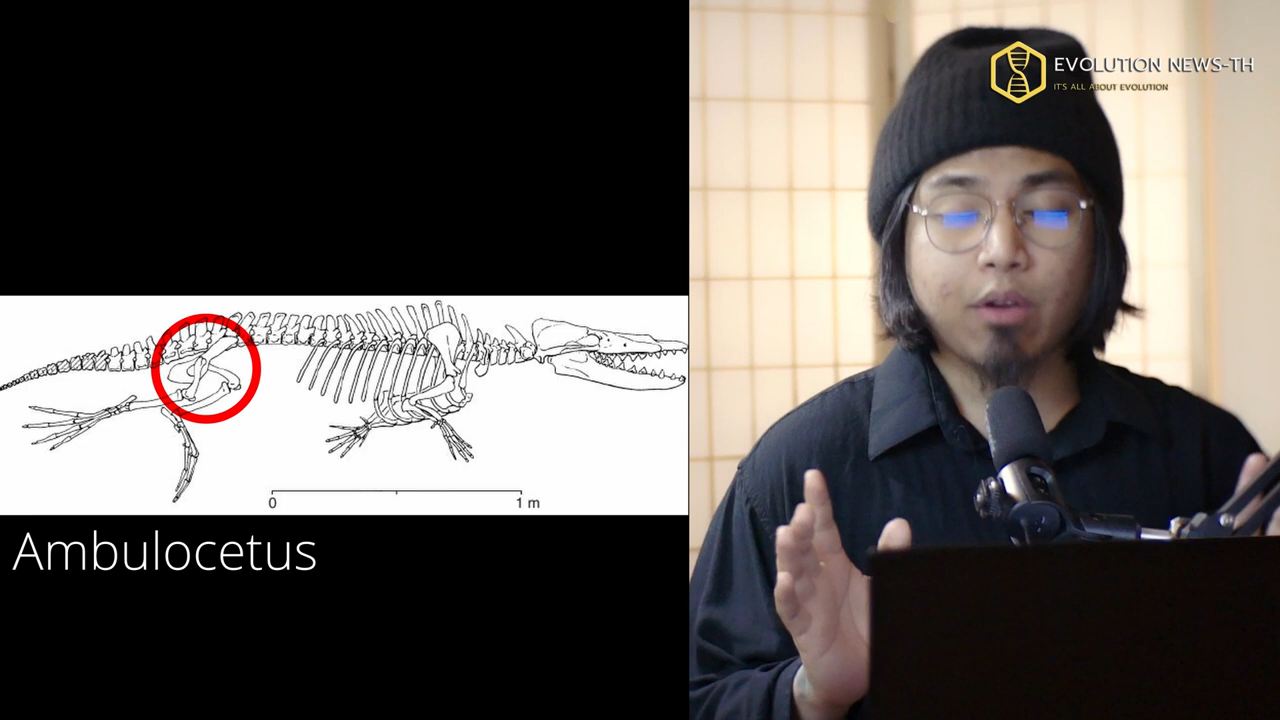 EVOLUTION NEWS-TH
IT'S ALL ABOUT EVOLUTION
0
1 m
Ambulocetus